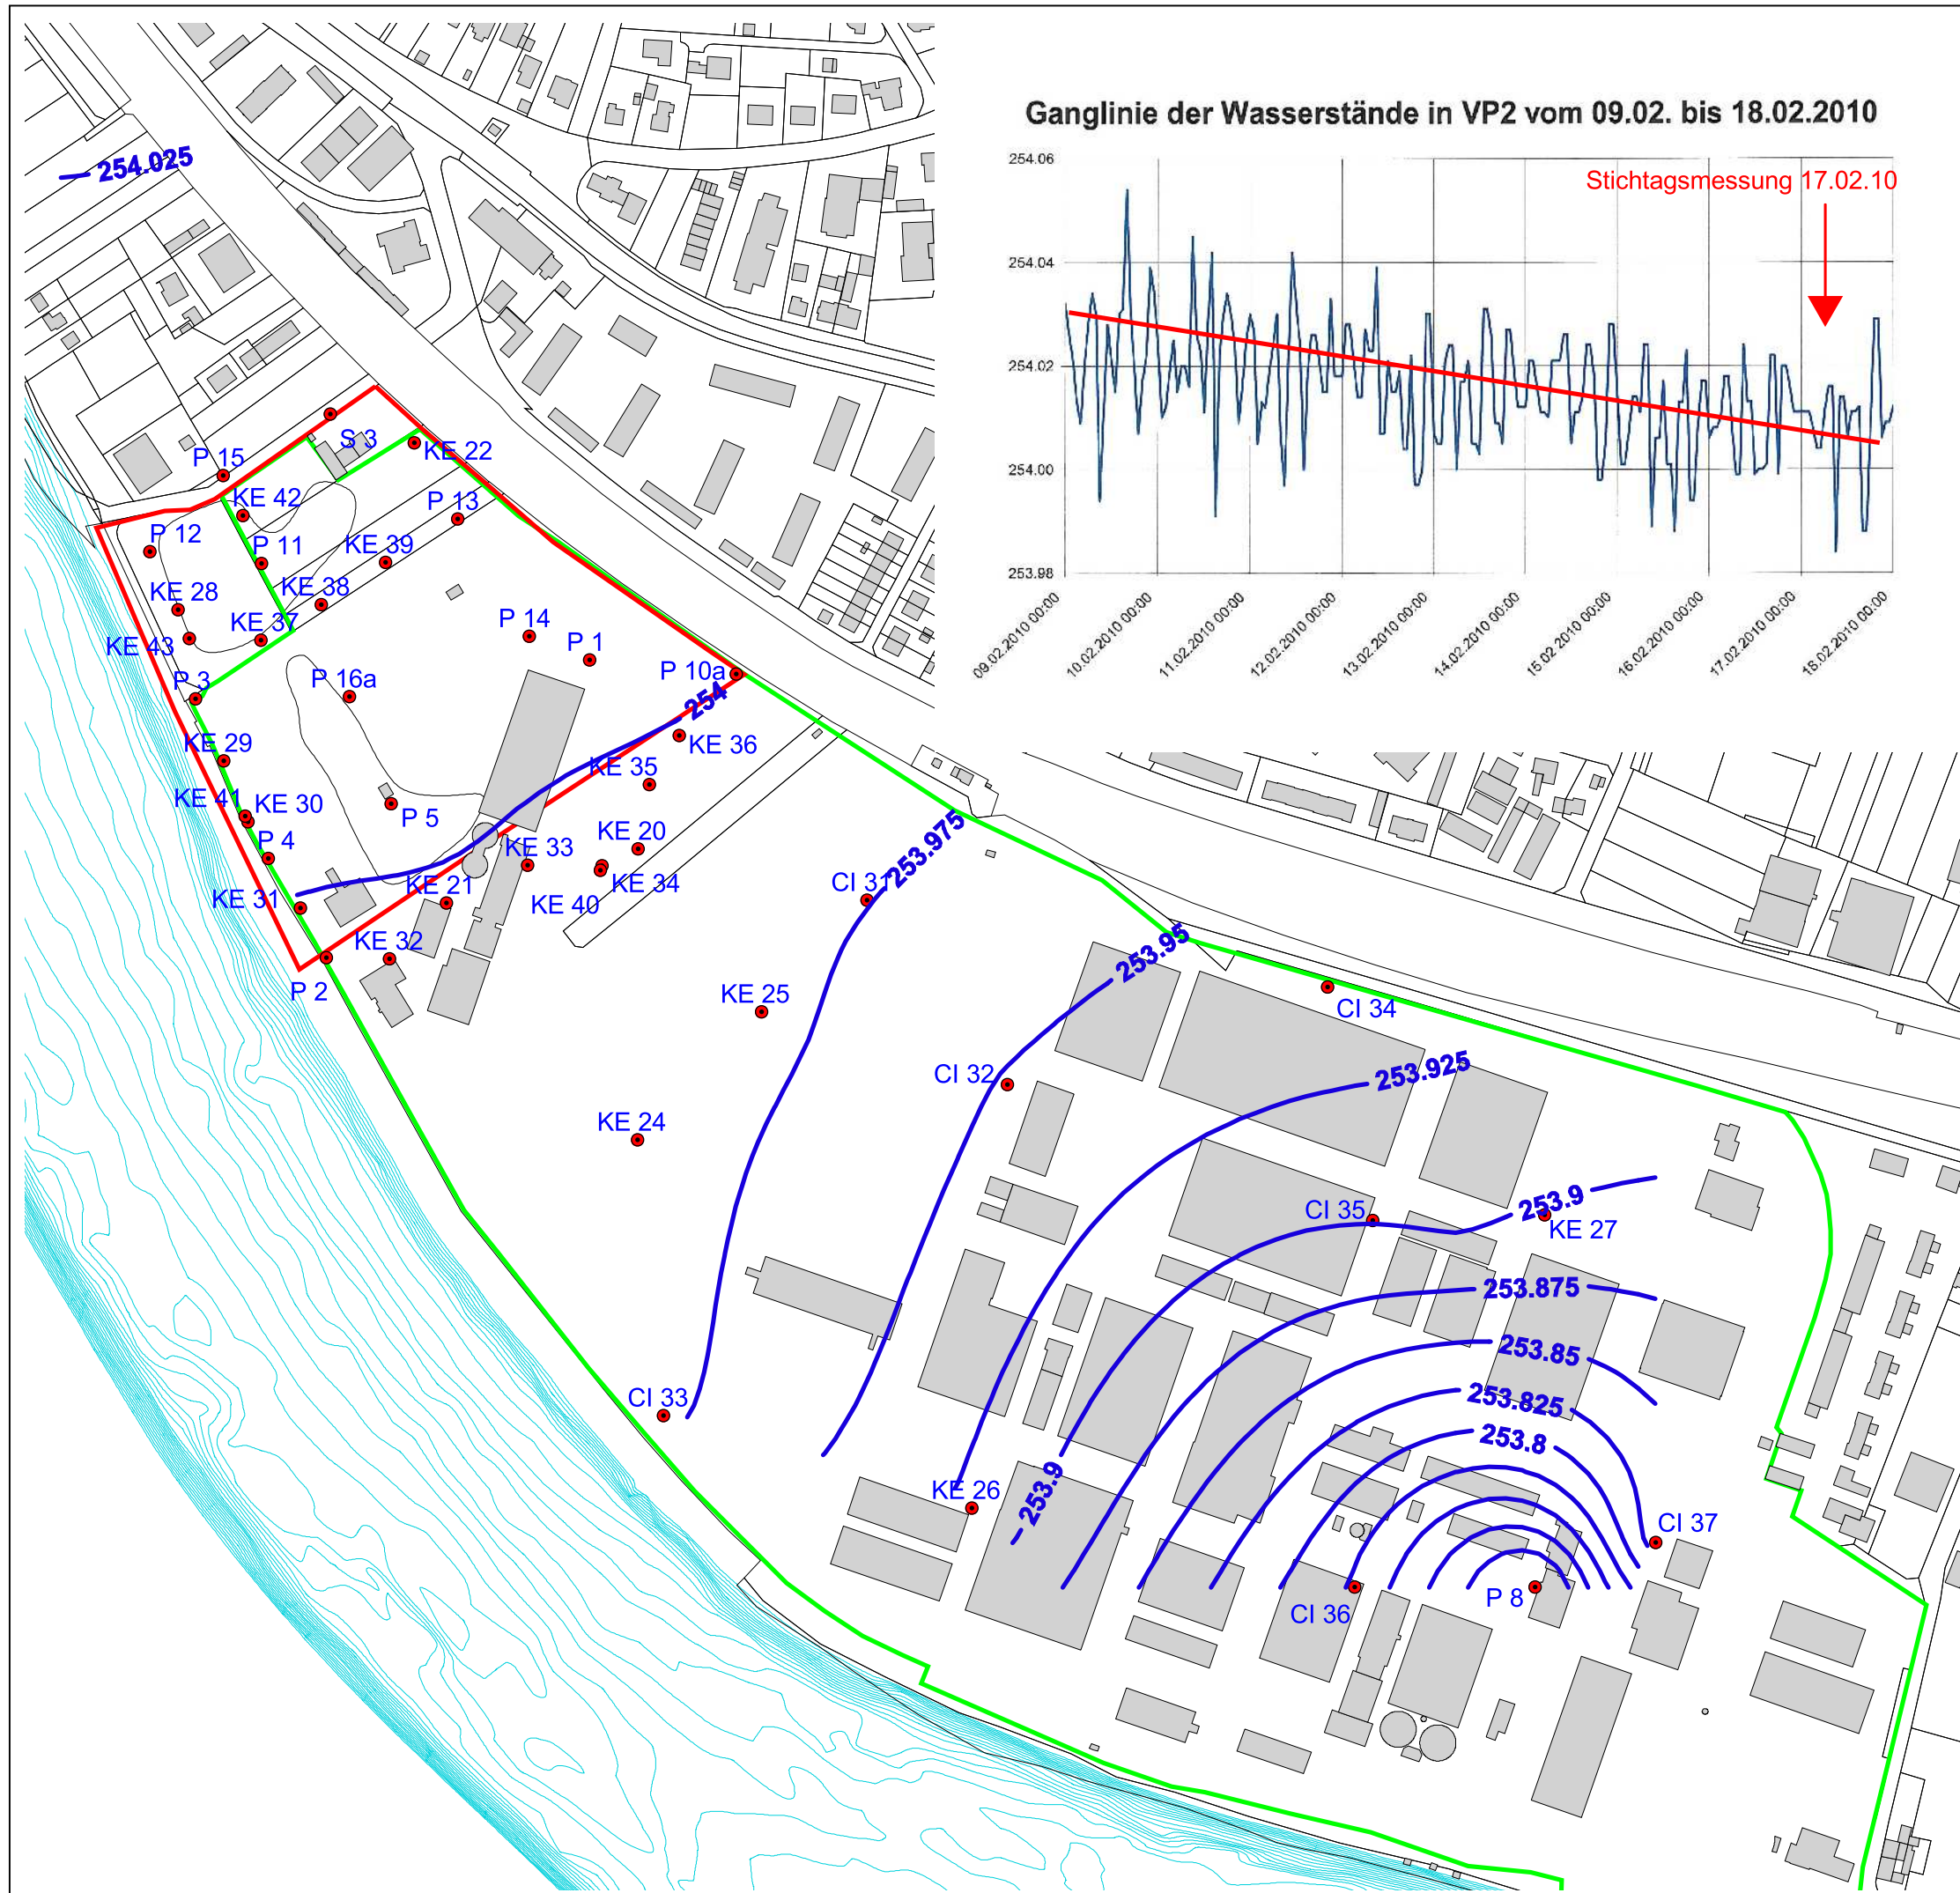 Ganglinie der Wasserstände in VP2 vom 09.02. bis 18.02.2010
254.06
Stichtagsmessung 17.02.10
254.04
254.02
254.00
253.98
09.02.2010 00:00
10.02.2010 00:00
11.02.2010 00:00
12.02.2010 00:00
13.02.2010 00:00
14.02.2010 00:00
15.02.2010 00:00
16.02.2010 00:00
17.02.2010 00:00
18.02.2010 00:00
254.025
S 3
KE 22
P 15
KE 42
P 13
P 12
P 11
KE 39
KE 28
KE 38
KE 43
KE 37
P 14
P 1
P 3
P 16a
P 10a
254
KE 29
KE 36
KE 35
KE 41
KE 30
P 5
P 4
KE 20
KE 33
KE 34
KE 21
KE 31
KE 40
KE 32
P 2
CI 31
253.975
253.95
KE 25
CI 34
CI 32
253.925
KE 24
253.9
CI 35
KE 27
253.875
253.85
CI 33
253.825
253.8
KE 26
253.9
CI 37
P 8
CI 36